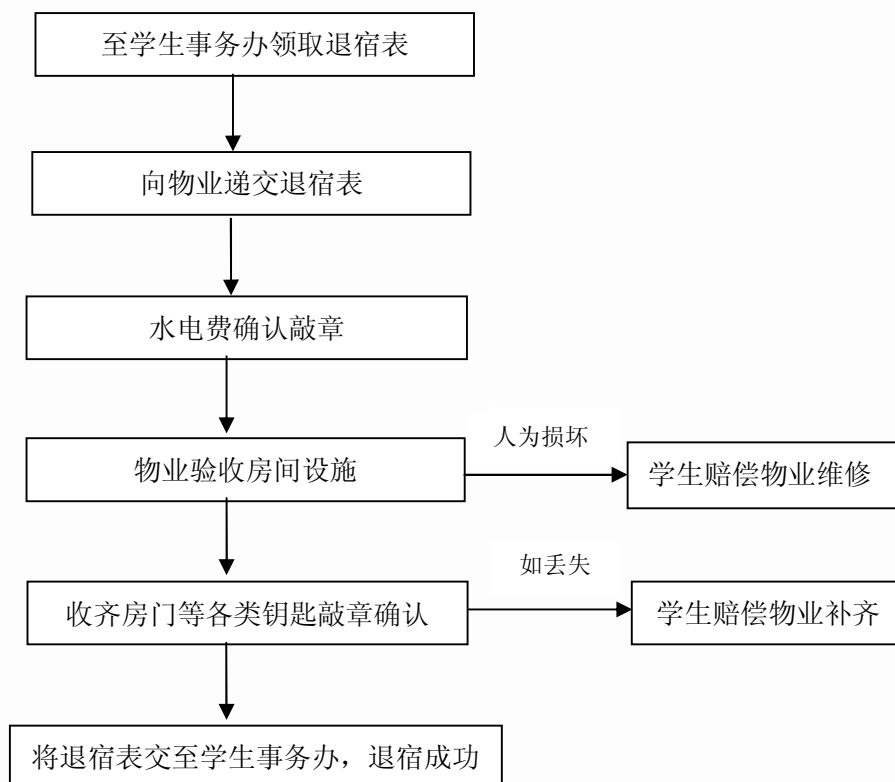 至学生事务办领取退宿表
向物业递交退宿表
水电费确认敲章
人为损坏
物业验收房间设施
学生赔偿物业维修
如丢失
收齐房门等各类钥匙敲章确认
学生赔偿物业补齐
将退宿表交至学生事务办，退宿成功